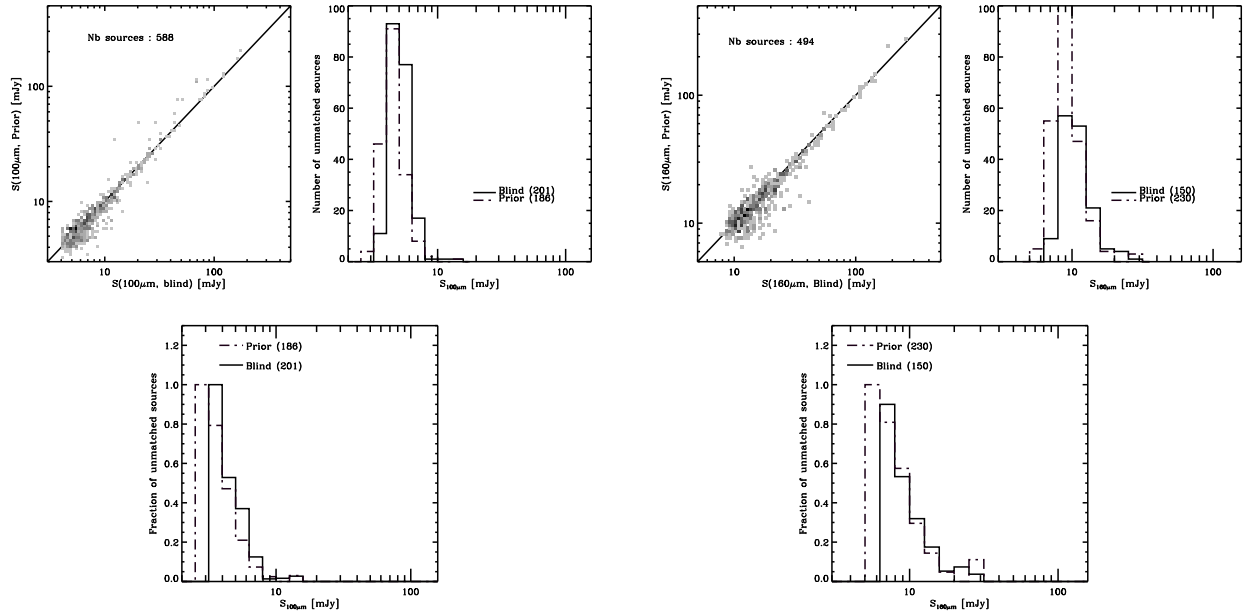 Nb sources : 588
S(100μm, Prior) [mJy]
100
10
10
100
S(100μm, blind) [mJy]
Number of unmatched sources
100
80
60
40
20
0
Blind (201)
Prior (186)
10
100
S100μm [mJy]
Nb sources : 494
S(160μm, Prior) [mJy]
100
10
10
100
S(160μm, Blind) [mJy]
Number of unmatched sources
100
80
60
40
20
0
Blind (150)
Prior (230)
10
100
S160μm [mJy]
Prior (186)
Blind (201)
Fraction of unmatched sources
1.2
1.0
0.8
0.6
0.4
0.2
0.0
10
100
S100μm [mJy]
Prior (230)
Blind (150)
Fraction of unmatched sources
1.2
1.0
0.8
0.6
0.4
0.2
0.0
10
100
S160μm [mJy]